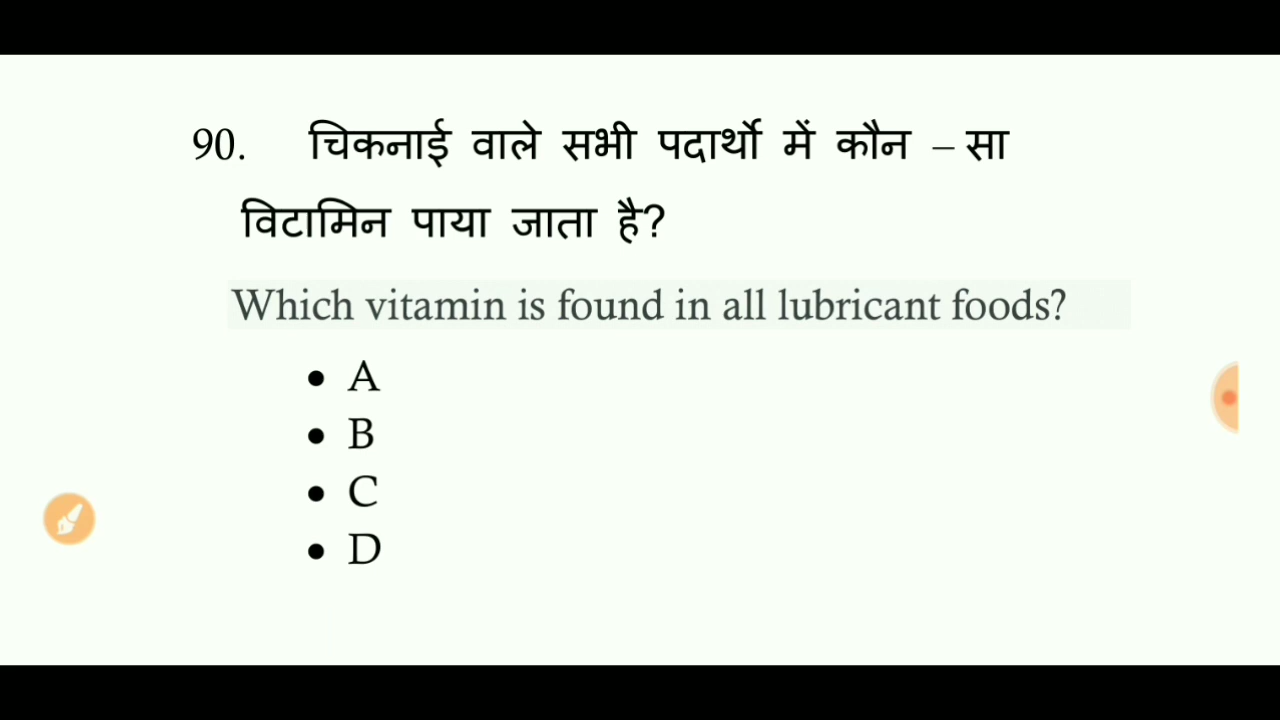 90. चिकनाई वाले सभी पदार्थो में कौन – सा
विटामिन पाया जाता है?
Which vitamin is found in all lubricant foods?
• A
• B
• C
• D